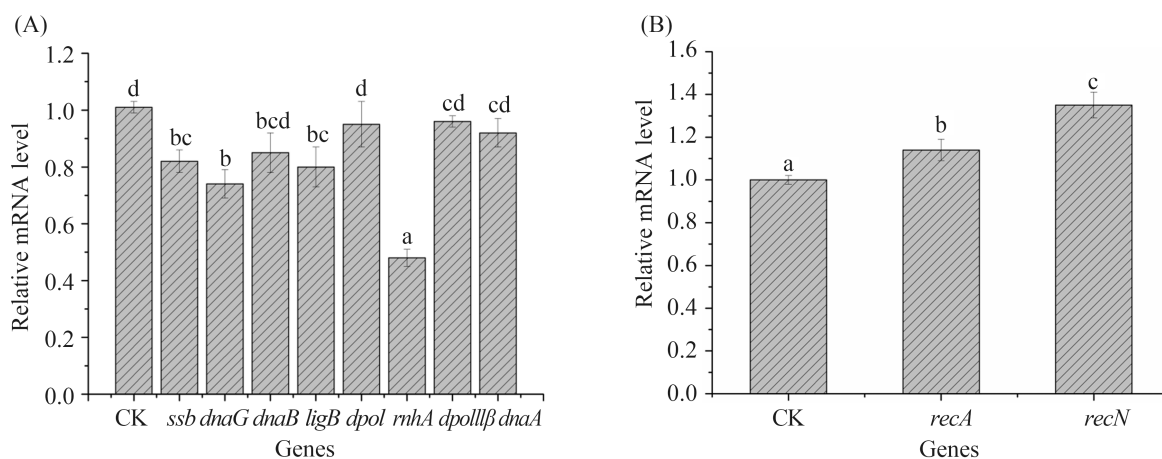 (A)
Relative mRNA level
1.2
1.0
0.8
0.6
0.4
0.2
0.0
d
bc
b
bcd
bc
d
a
cd
cd
CK ssb dnaG dnaB ligB dpol rnhA dpolllβ dnaA
Genes
(B)
Relative mRNA level
1.6
1.4
1.2
1.0
0.8
0.6
0.4
0.2
0.0
a
b
c
CK recA recN
Genes